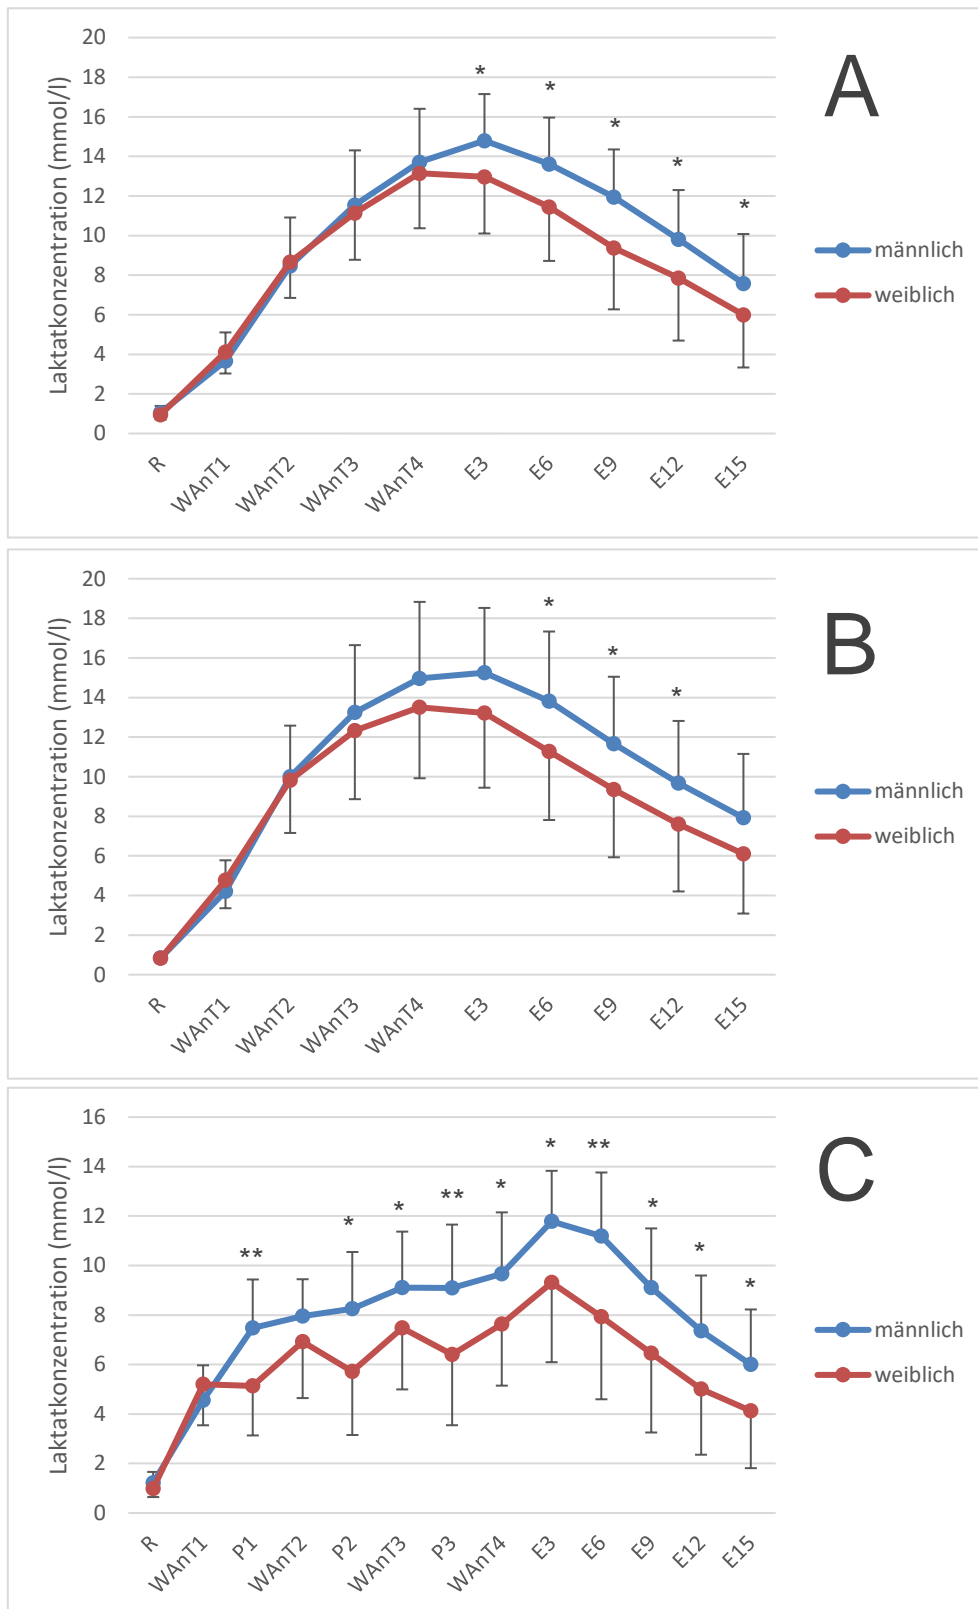 A
Laktatkonzentration (mmol/l)
20
18
16
14
12
10
8
6
4
2
0
* * * * *
R WAnT1 WAnT2 WAnT3 WAnT4 E3 E6 E9 E12 E15
männlich
weiblich
B
Laktatkonzentration (mmol/l)
20
18
16
14
12
10
8
6
4
2
0
* * *
R WAnT1 WAnT2 WAnT3 WAnT4 E3 E6 E9 E12 E15
männlich
weiblich
C
Laktatkonzentration (mmol/l)
16
14
12
10
8
6
4
2
0
** * * ** * * ** * * *
R WAnT1 P1 WAnT2 P2 WAnT3 P3 WAnT4 E3 E6 E9 E12 E15
männlich
weiblich